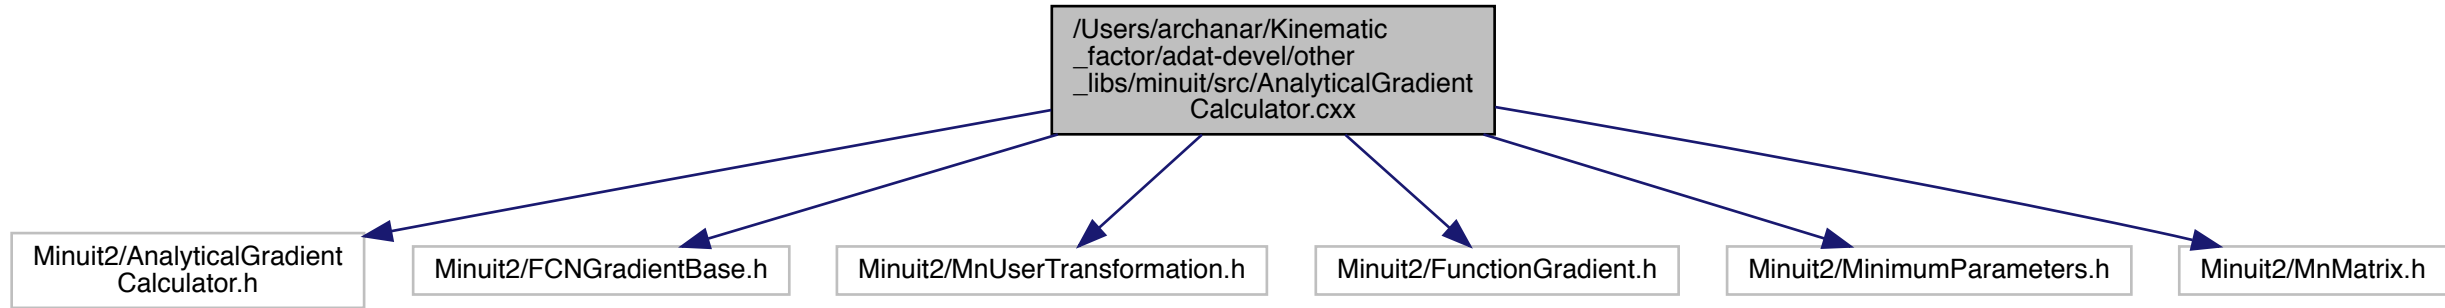 /Users/archanar/Kinematic
_factor/adat-devel/other
_libs/minuit/src/AnalyticalGradient
Calculator.cxx
Minuit2/AnalyticalGradient
Calculator.h
Minuit2/FCNGradientBase.h
Minuit2/MnUserTransformation.h
Minuit2/FunctionGradient.h
Minuit2/MinimumParameters.h
Minuit2/MnMatrix.h